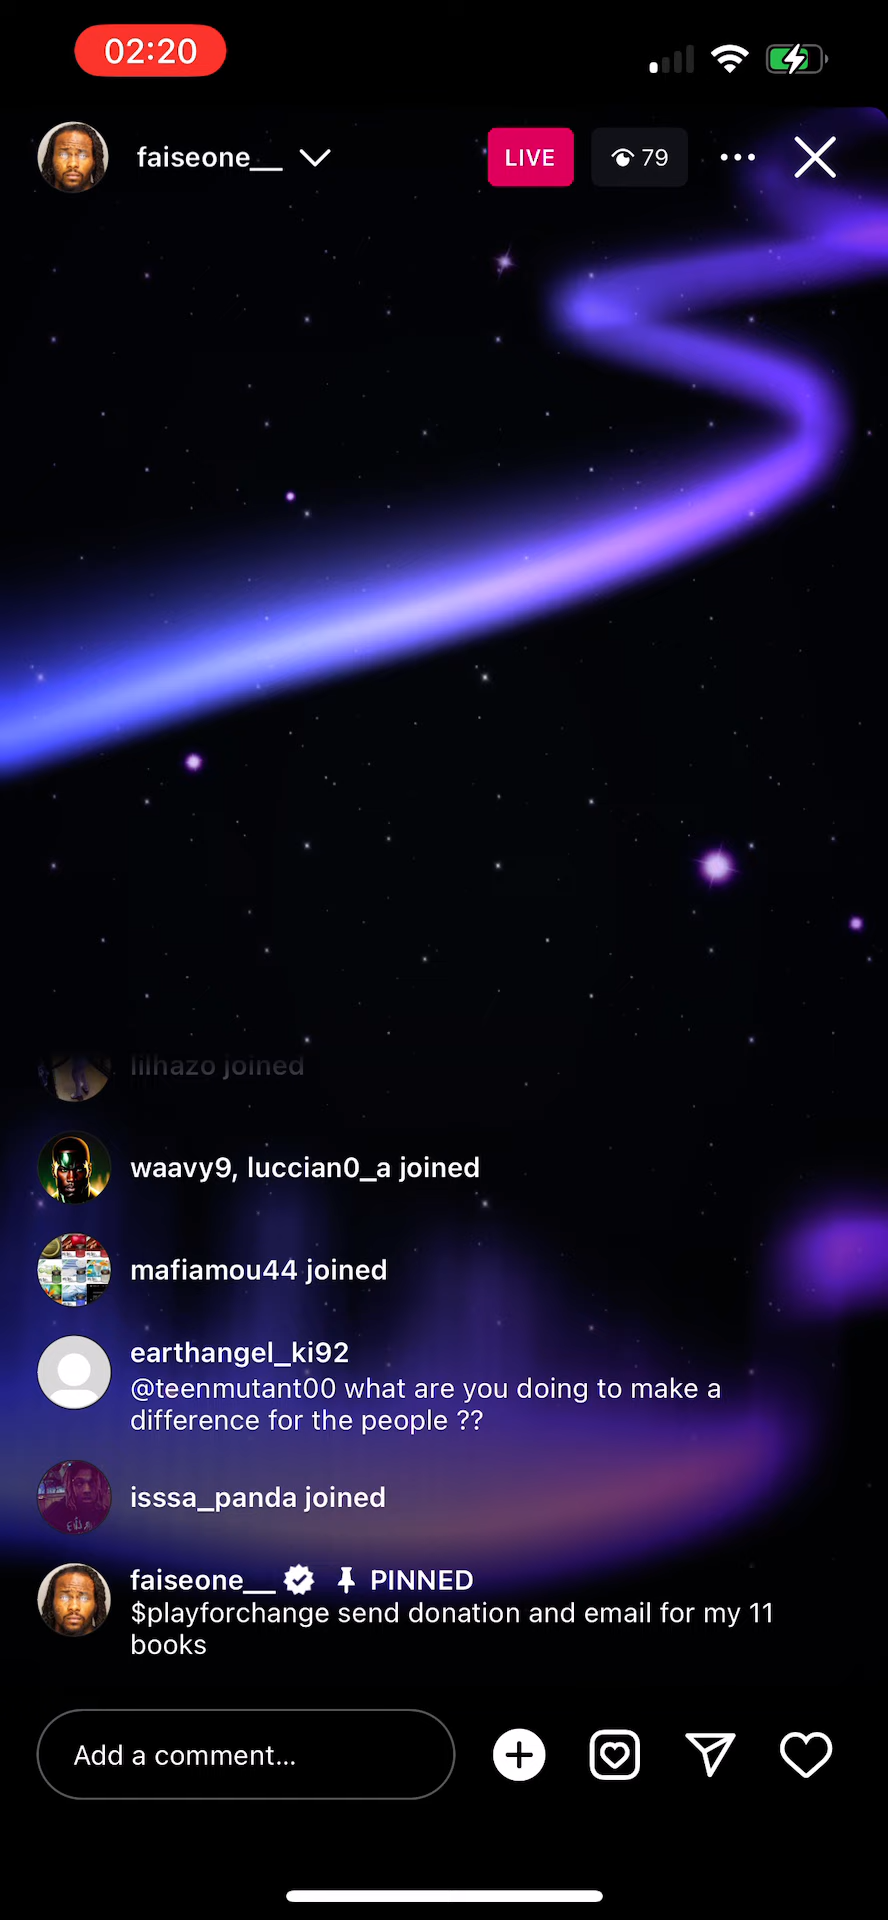 02:20
faiseone__
LIVE
79
lilhazo joined
waavy9, luccian0_a joined
mafiamou44 joined
earthangel_ki92
@teenmutant00 what are you doing to make a
difference for the people ??
isssa_panda joined
faiseone__ PINNED
$playforchange send donation and email for my 11
books
Add a comment...